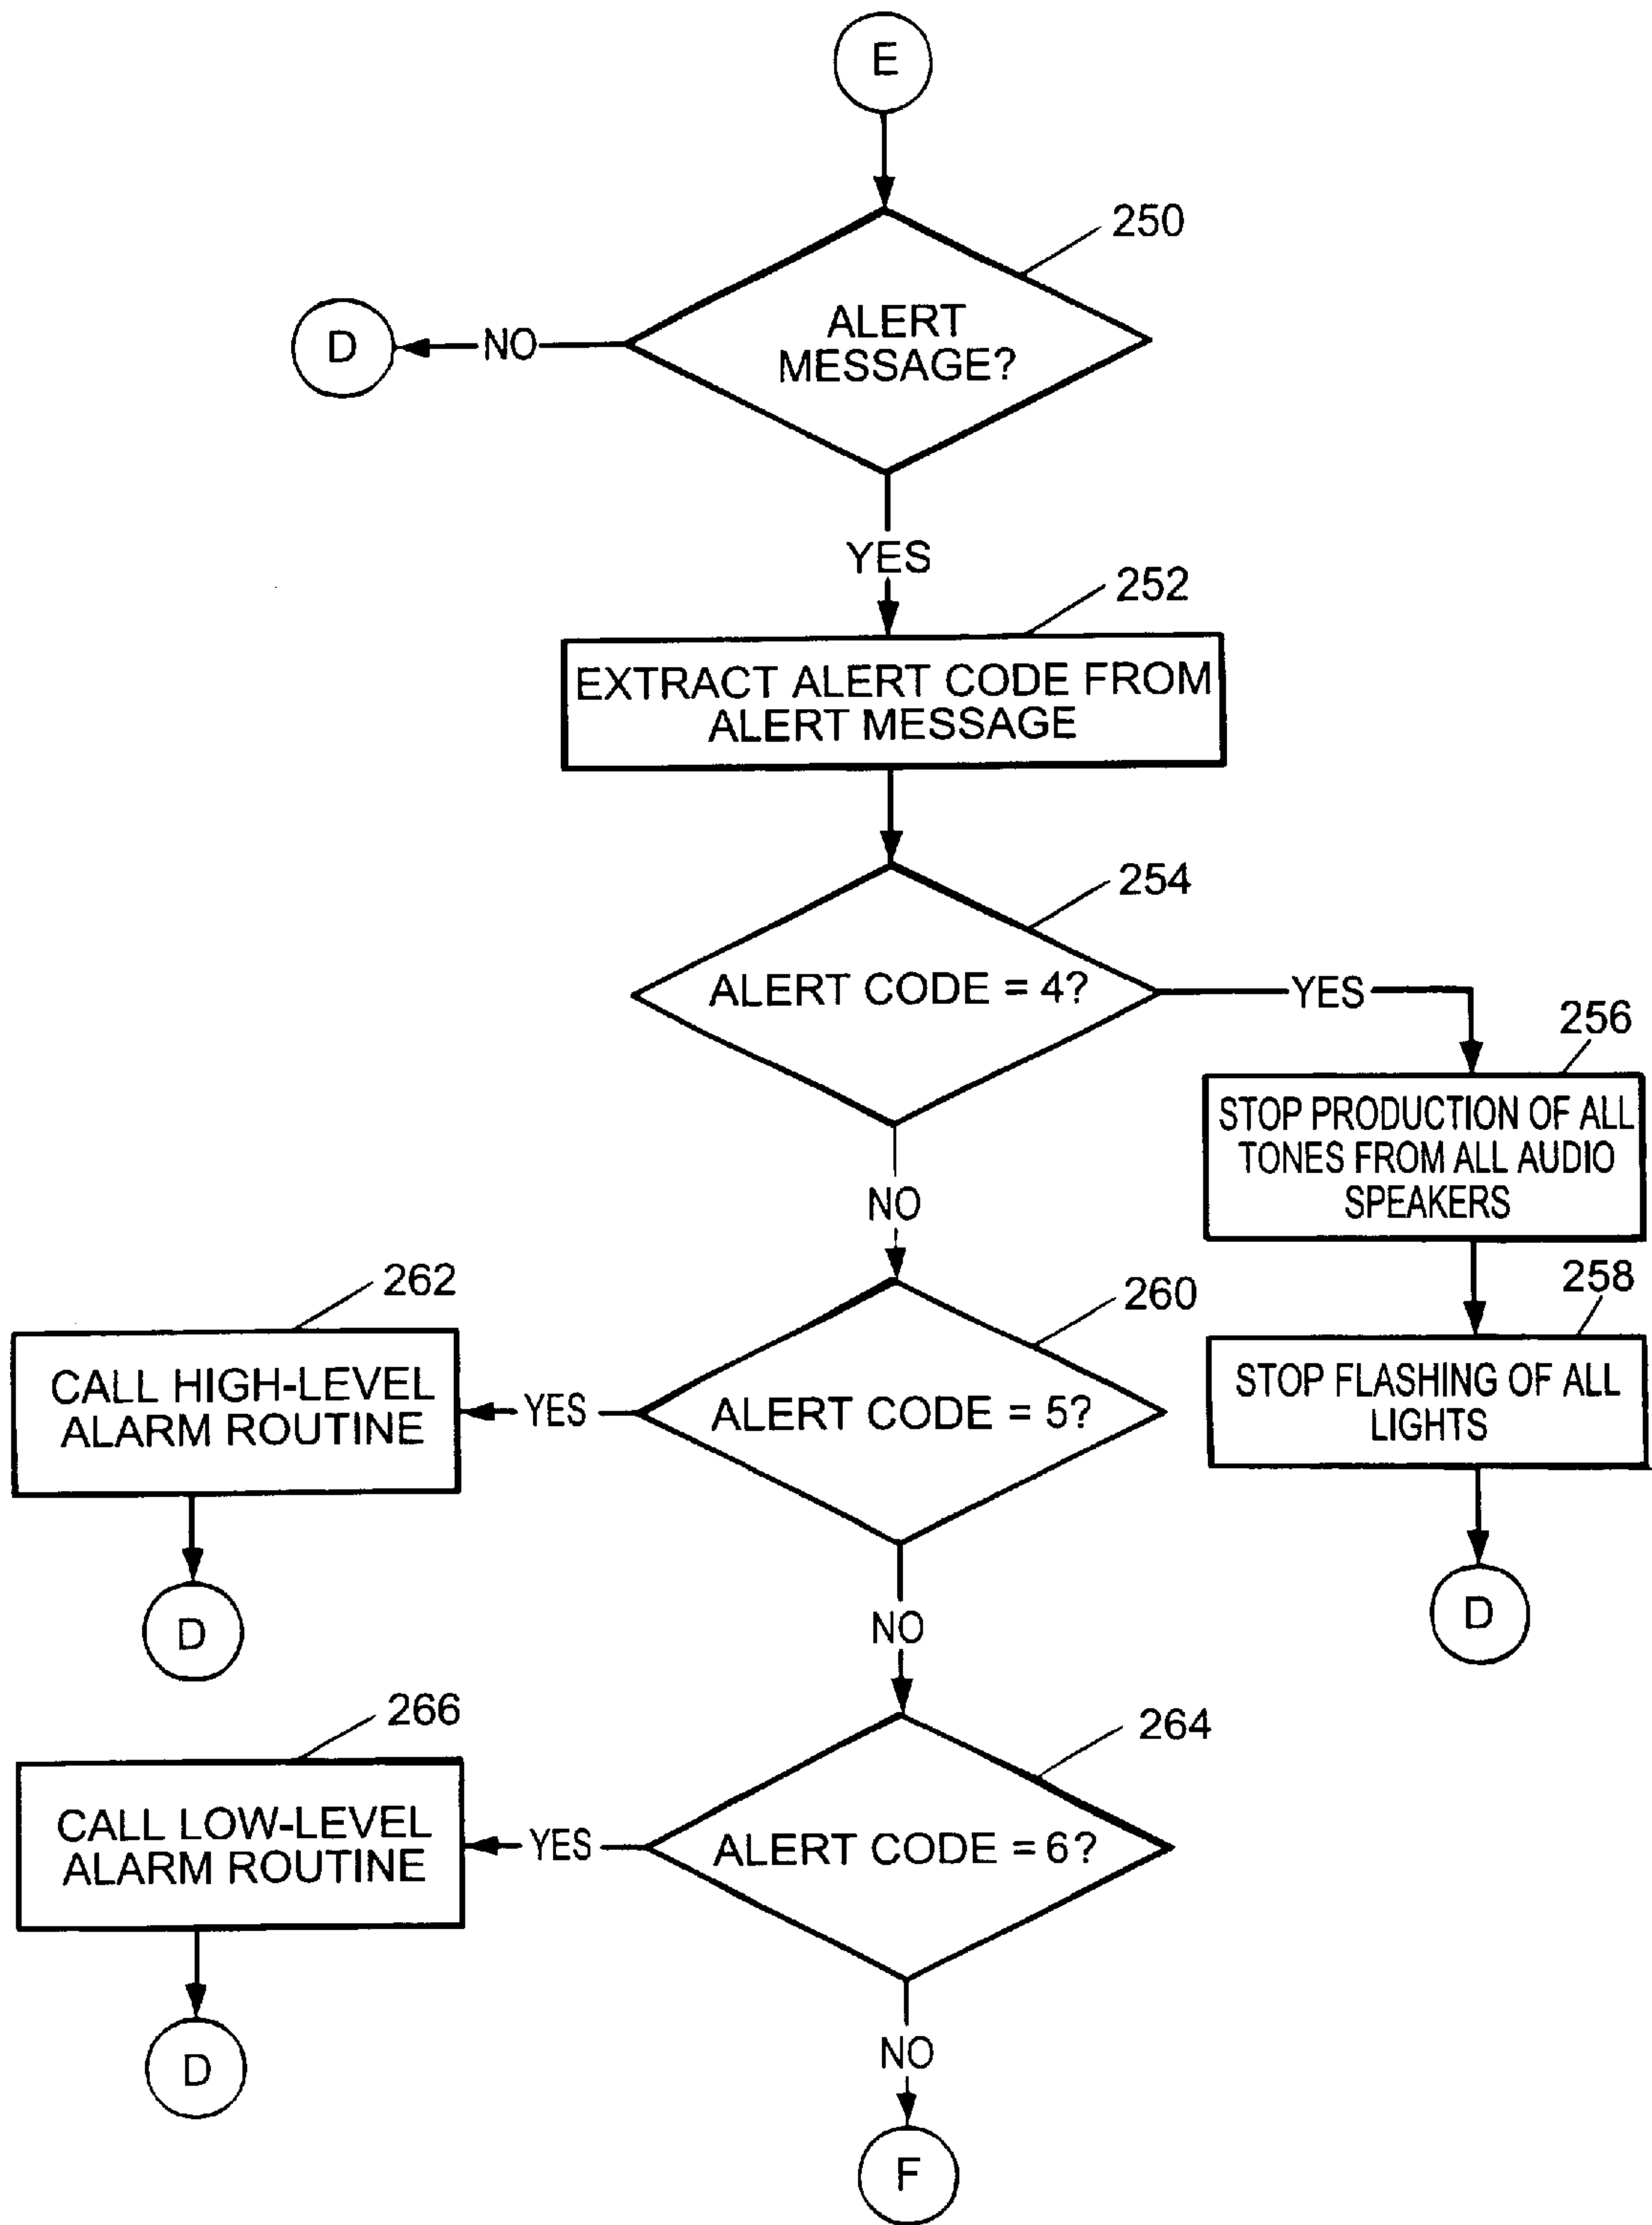 E
250
ALERT
MESSAGE?
NO
D
YES
252
EXTRACT ALERT CODE FROM
ALERT MESSAGE
254
ALERT CODE = 4?
YES
256
STOP PRODUCTION OF ALL
TONES FROM ALL AUDIO
SPEAKERS
NO
258
STOP FLASHING OF ALL
LIGHTS
D
260
ALERT CODE = 5?
YES
262
CALL HIGH-LEVEL
ALARM ROUTINE
D
NO
264
ALERT CODE = 6?
YES
266
CALL LOW-LEVEL
ALARM ROUTINE
D
NO
F